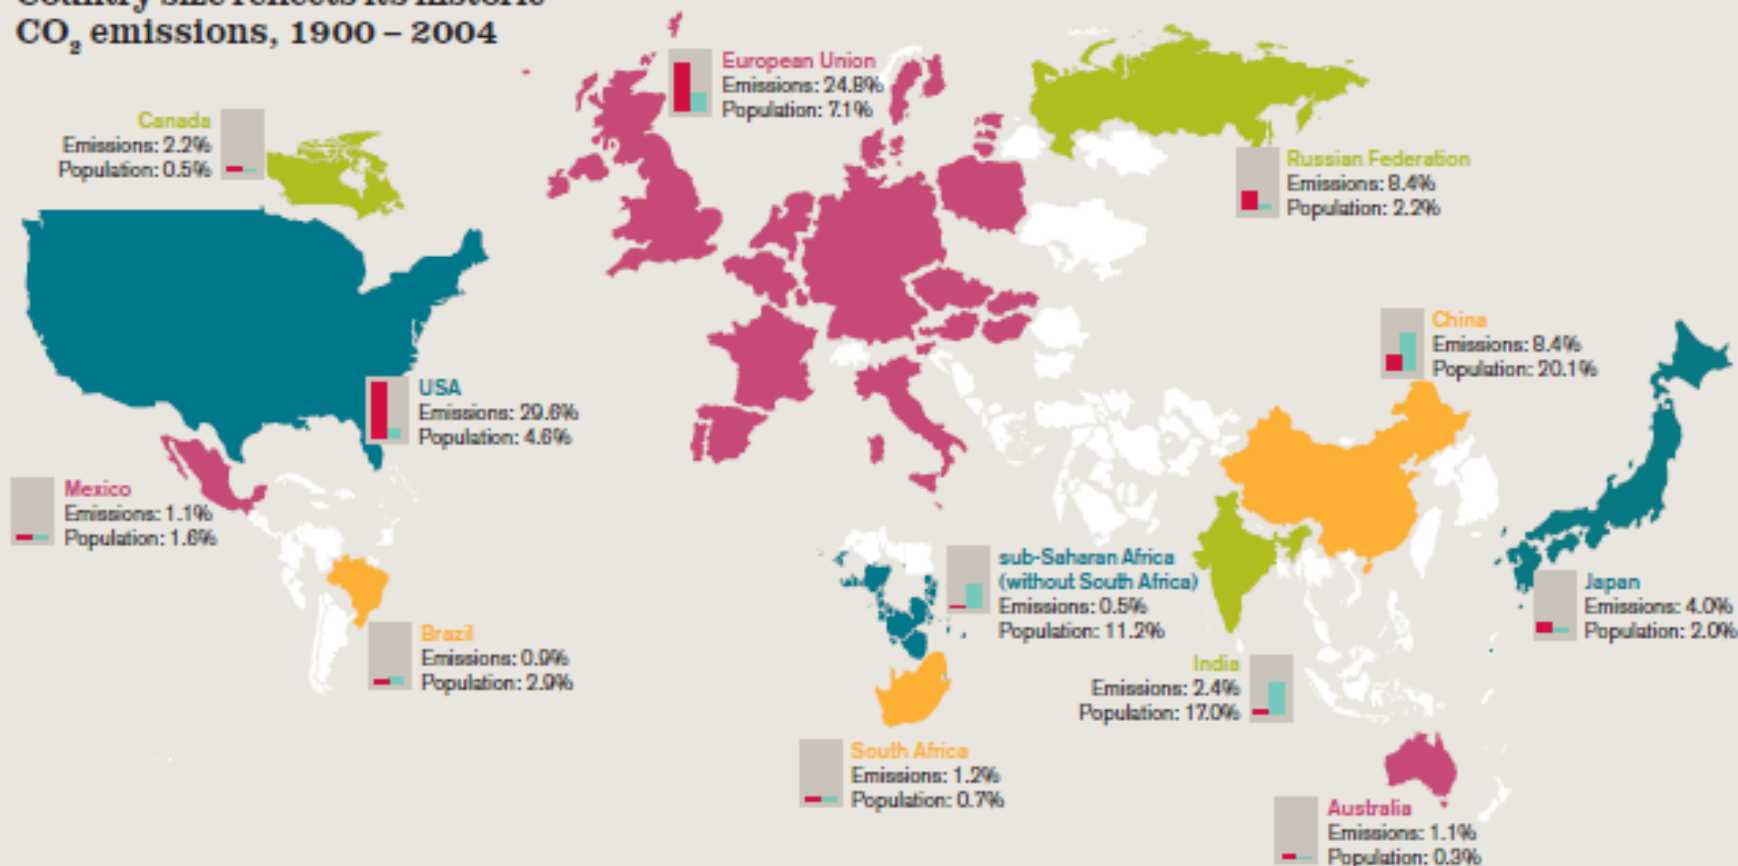 Country size reflects its historic
CO₂ emissions, 1900 – 2004
European Union
Emissions: 24.8%
Population: 7.1%
Canada
Emissions: 2.2%
Population: 0.5%
Russian Federation
Emissions: 8.4%
Population: 2.2%
China
Emissions: 8.4%
Population: 20.1%
USA
Emissions: 29.6%
Population: 4.6%
Mexico
Emissions: 1.1%
Population: 1.6%
sub-Saharan Africa
(without South Africa)
Emissions: 0.5%
Population: 11.2%
Japan
Emissions: 4.0%
Population: 2.0%
Brazil
Emissions: 0.9%
Population: 2.9%
India
Emissions: 2.4%
Population: 17.0%
South Africa
Emissions: 1.2%
Population: 0.7%
Australia
Emissions: 1.1%
Population: 0.3%